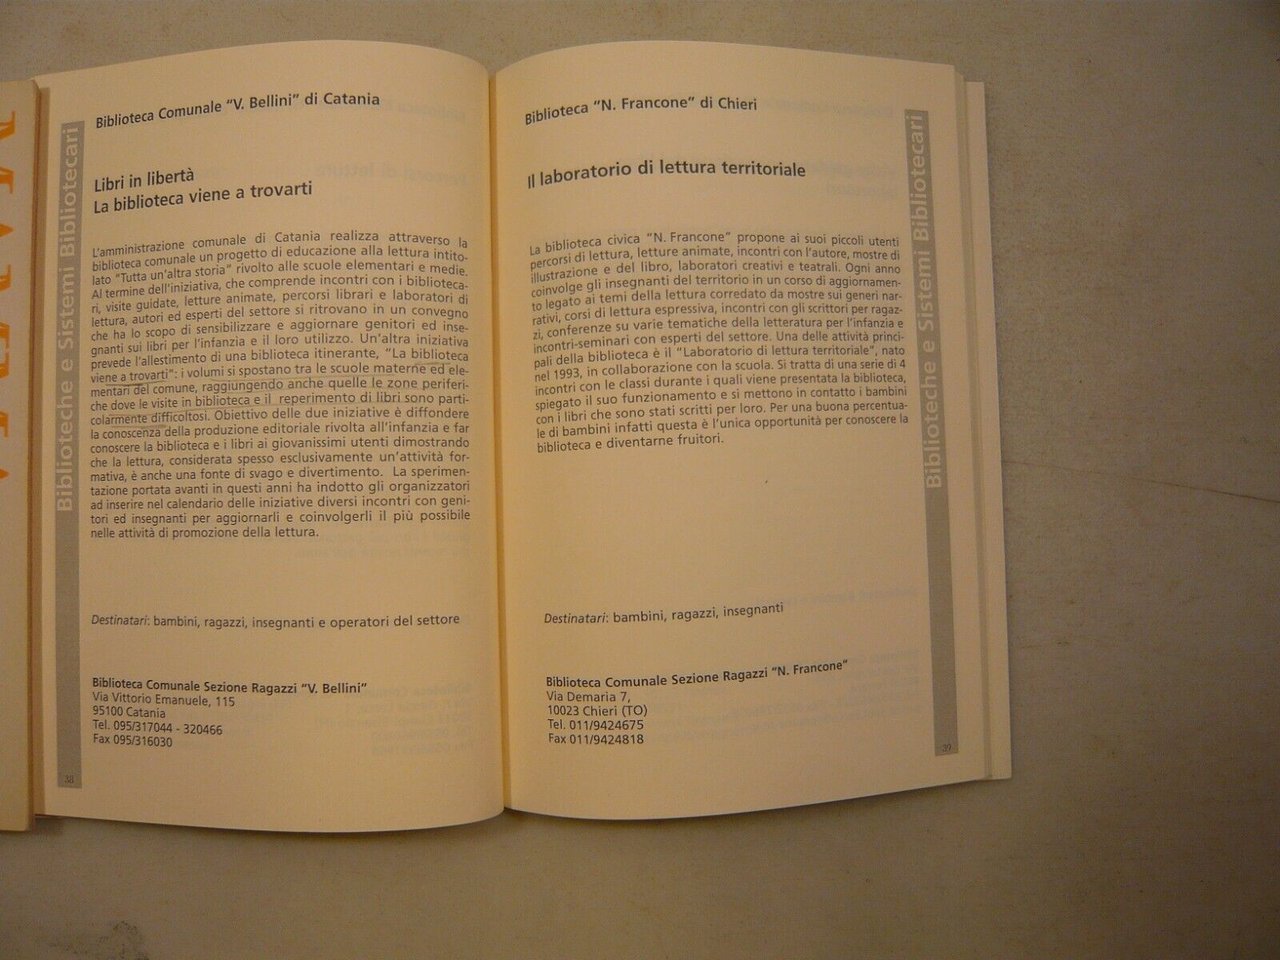 Biblioteche e Sistemi Bibliotecari
Biblioteca Comunale “V. Bellini” di Catania
Libri in libertà
La biblioteca viene a trovarti
L’amministrazione comunale di Catania realizza attraverso la
biblioteca comunale un progetto di educazione alla lettura intito-
lato “Tutta un’altra storia” rivolto alle scuole elementari e medie.
Al termine dell’iniziativa, che comprende incontri con i biblioteca-
ri, visite guidate, letture animate, percorsi librari e laboratori di
lettura, autori ed esperti del settore si ritrovano in un convegno
che ha lo scopo di sensibilizzare e aggiornare genitori ed inse-
gnanti sui libri per l’infanzia e il loro utilizzo. Un’altra iniziativa
prevede l’allestimento di una biblioteca itinerante, “La biblioteca
viene a trovarti”: i volumi si spostano tra le scuole materne ed ele-
mentari del comune, raggiungendo anche quelle le zone periferi-
che dove le visite in biblioteca e il reperimento di libri sono parti-
colarmente difficoltosi. Obiettivo delle due iniziative è diffondere
la conoscenza della produzione editoriale rivolta all’infanzia e far
conoscere la biblioteca e i libri ai giovanissimi utenti dimostrando
che la lettura, considerata spesso esclusivamente un’attività for-
mativa, è anche una fonte di svago e divertimento. La sperimen-
tazione portata avanti in questi anni ha indotto gli organizzatori
ad inserire nel calendario delle iniziative diversi incontri con geni-
tori ed insegnanti per aggiornarli e coinvolgerli il più possibile
nelle attività di promozione della lettura.
Destinatari: bambini, ragazzi, insegnanti e operatori del settore
Biblioteca Comunale Sezione Ragazzi “V. Bellini”
Via Vittorio Emanuele, 115
95100 Catania
Tel. 095/317044 - 320466
Fax 095/316030
38
Biblioteca “N. Francone” di Chieri
Il laboratorio di lettura territoriale
La biblioteca civica “N. Francone” propone ai suoi piccoli utenti
percorsi di lettura, letture animate, incontri con l’autore, mostre di
illustrazione e del libro, laboratori creativi e teatrali. Ogni anno
coinvolge gli insegnanti del territorio in un corso di aggiornamen-
to legato ai temi della lettura corredato da mostre sui generi nar-
rativi, corsi di lettura espressiva, incontri con gli scrittori per ragaz-
zi, conferenze su varie tematiche della letteratura per l’infanzia e
incontri-seminari con esperti del settore. Una delle attività princi-
pali della biblioteca è il “Laboratorio di lettura territoriale”, nato
nel 1993, in collaborazione con la scuola. Si tratta di una serie di 4
incontri con le classi durante i quali viene presentata la biblioteca,
spiegato il suo funzionamento e si mettono in contatto i bambini
con i libri che sono stati scritti per loro. Per una buona percentua-
le di bambini infatti questa è l’unica opportunità per conoscere la
biblioteca e diventarne fruitori.
Destinatari: bambini, ragazzi, insegnanti
Biblioteca Comunale Sezione Ragazzi “N. Francone”
Via Demaria 7,
10023 Chieri (TO)
Tel. 011/9424675
Fax 011/9424818
Biblioteche e Sistemi Bibliotecari
39